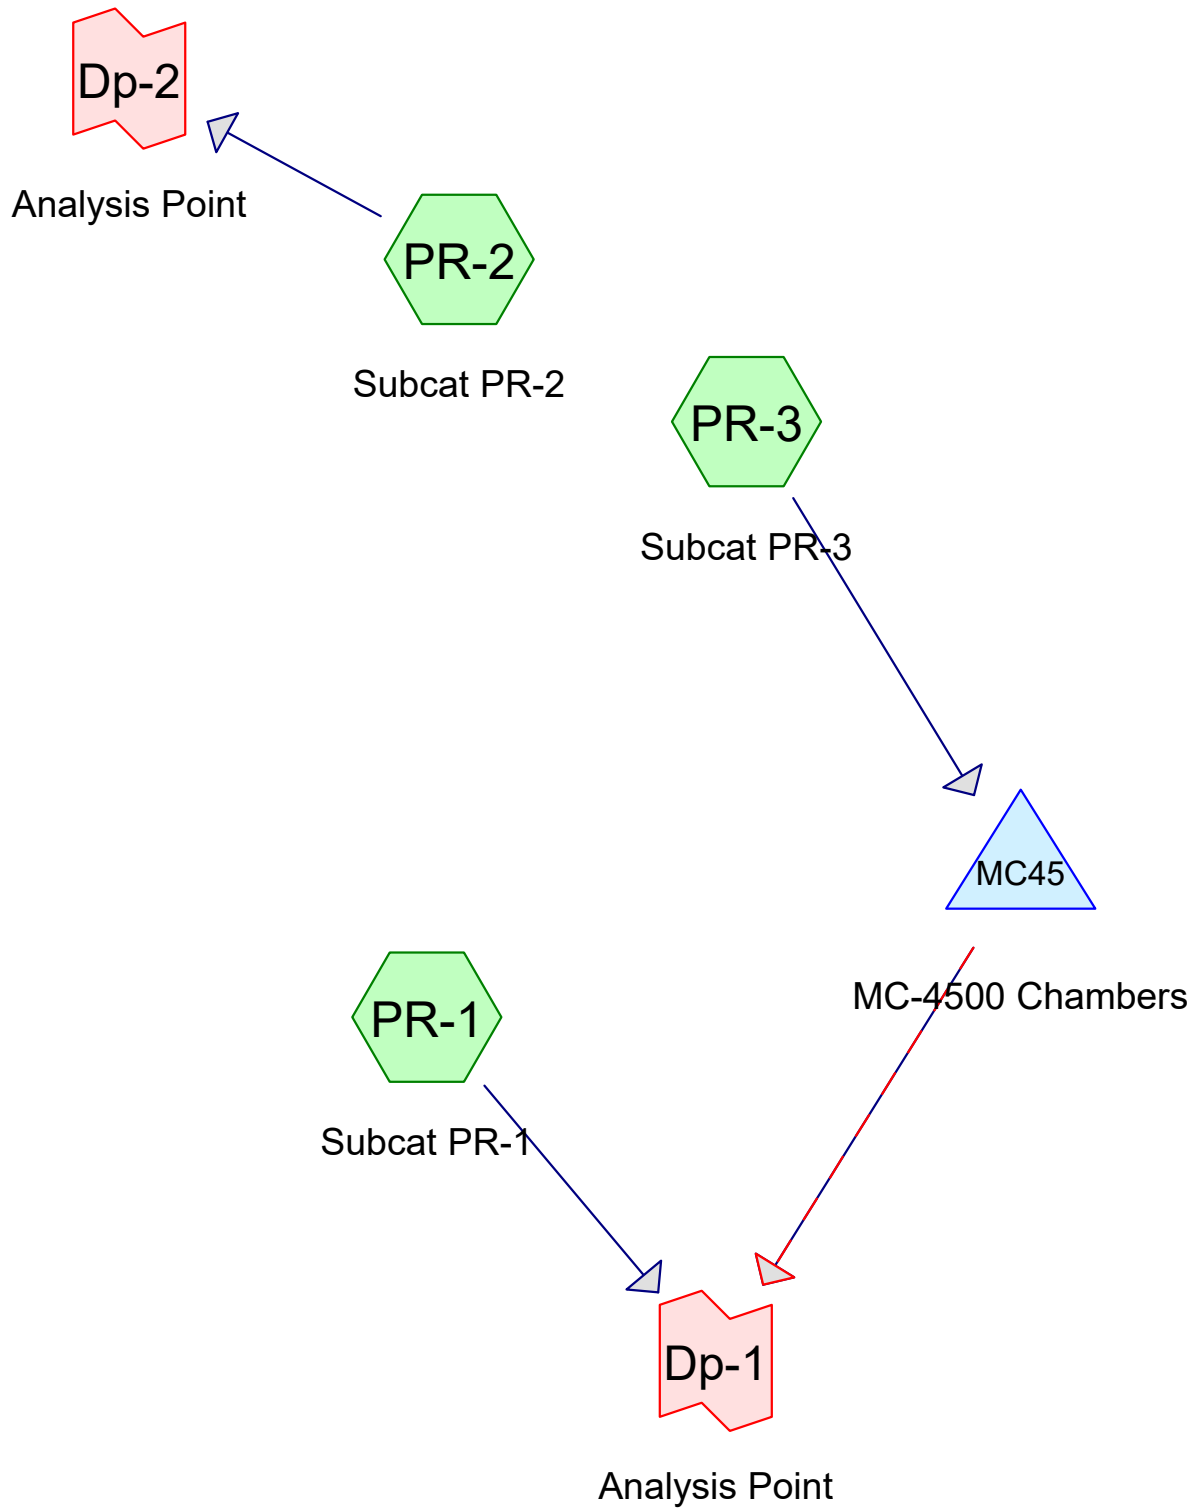 Dp-2
Analysis Point
PR-2
Subcat PR-2
PR-3
Subcat PR-3
MC45
MC-4500 Chambers
PR-1
Subcat PR-1
Dp-1
Analysis Point